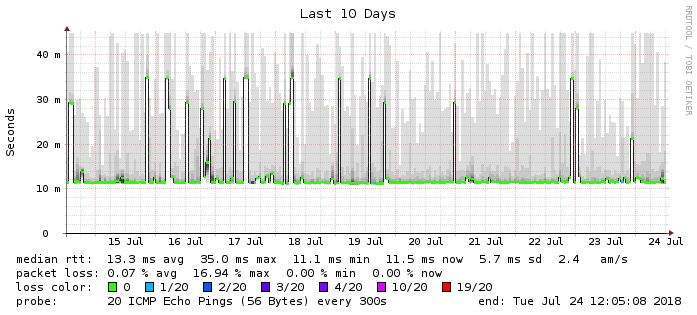 Last 10 Days
RRDTOOL / TOBI OETIKER
Seconds
40 m
30 m
20 m
10 m
0
15 Jul 16 Jul 17 Jul 18 Jul 19 Jul 20 Jul 21 Jul 22 Jul 23 Jul 24 Jul
median rtt: 13.3 ms avg 35.0 ms max 11.1 ms min 11.5 ms now 5.7 ms sd 2.4 am/s
packet loss: 0.07 % avg 16.94 % max 0.00 % min 0.00 % now
loss color: 0 1/20 2/20 3/20 4/20 10/20 19/20
probe: 20 ICMP Echo Pings (56 Bytes) every 300s end: Tue Jul 24 12:05:08 2018